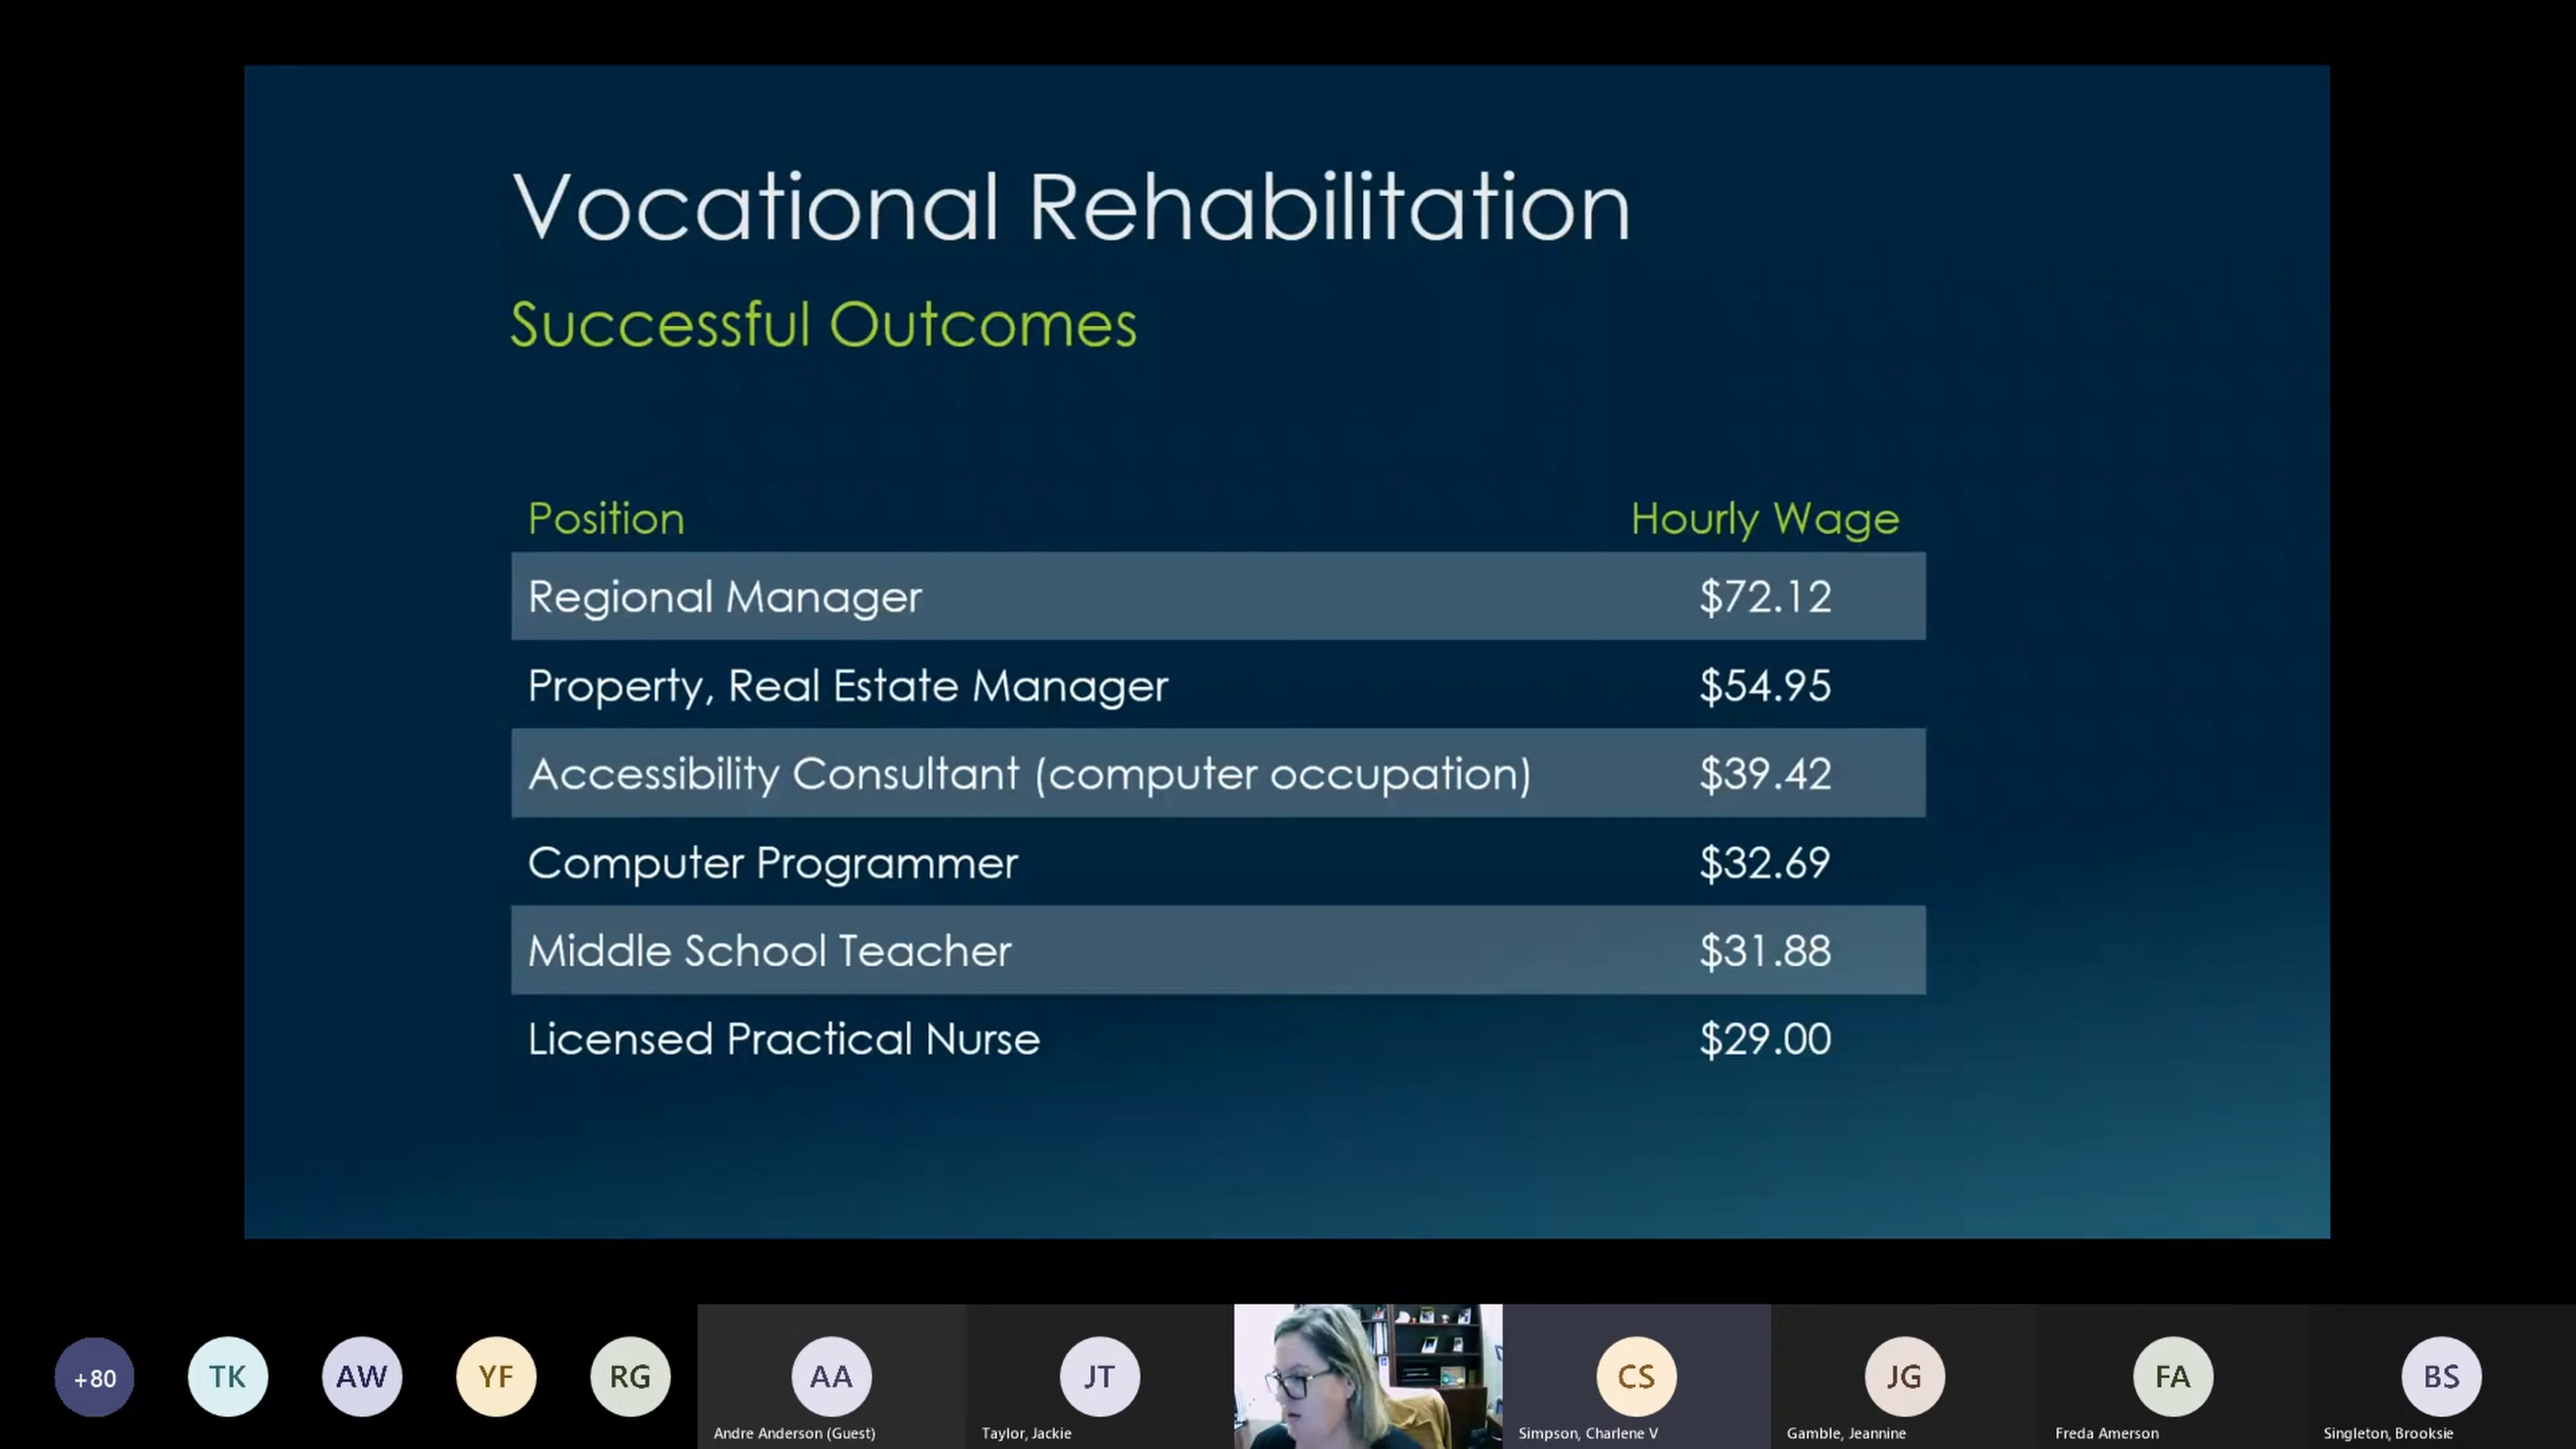 Vocational Rehabilitation
Successful Outcomes
Position Hourly Wage
Regional Manager $72.12
Property, Real Estate Manager $54.95
Accessibility Consultant (computer occupation) $39.42
Computer Programmer $32.69
Middle School Teacher $31.88
Licensed Practical Nurse $29.00
+80 TK AW YF RG AA JT CS JG FA BS
Andre Anderson (Guest) Taylor, Jackie Simpson, Charlene V Gamble, Jeannine Freda Amerson Singleton, Brooksie